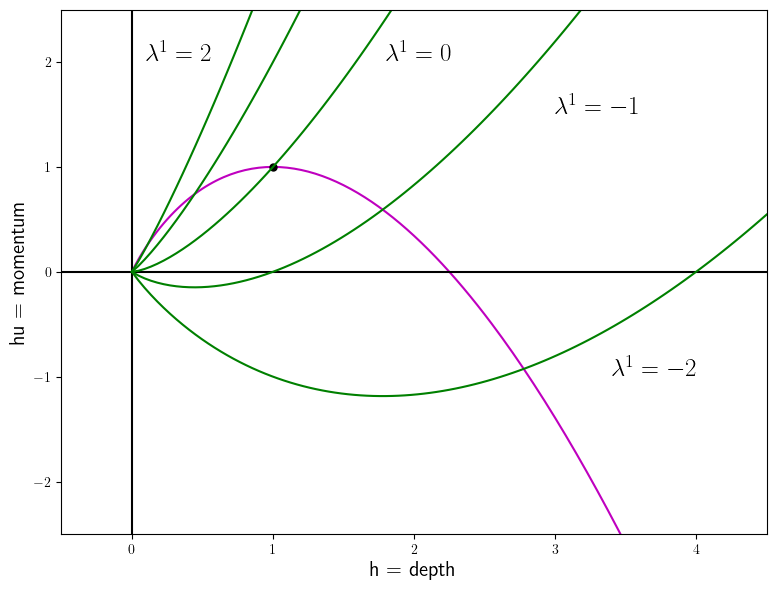 λ¹ = 2
λ¹ = 0
λ¹ = −1
λ¹ = −2
2
1
0
−1
−2
hu = momentum
0
1
2
3
4
h = depth